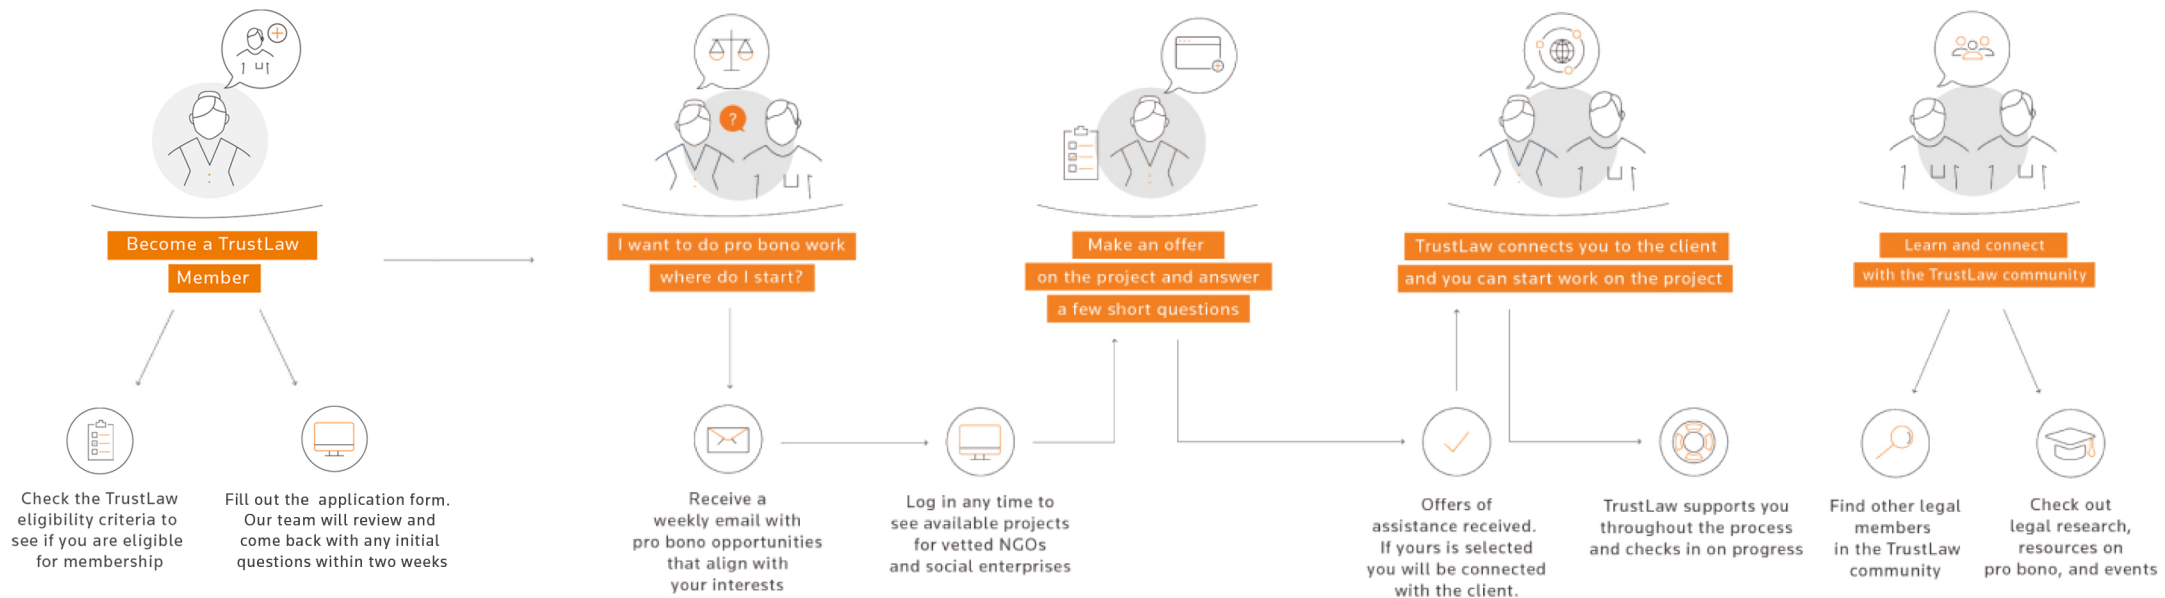 Become a TrustLaw
Member
Check the TrustLaw
eligibility criteria to
see if you are eligible
for membership
Fill out the application form.
Our team will review and
come back with any initial
questions within two weeks
?
I want to do pro bono work
where do I start?
Receive a
weekly email with
pro bono opportunities
that align with
your interests
Log in any time to
see available projects
for vetted NGOs
and social enterprises
Make an offer
on the project and answer
a few short questions
Offers of
assistance received.
If yours is selected
you will be connected
with the client.
TrustLaw connects you to the client
and you can start work on the project
TrustLaw supports you
throughout the process
and checks in on progress
Learn and connect
with the TrustLaw community
Find other legal
members
in the TrustLaw
community
Check out
legal research,
resources on
pro bono, and events